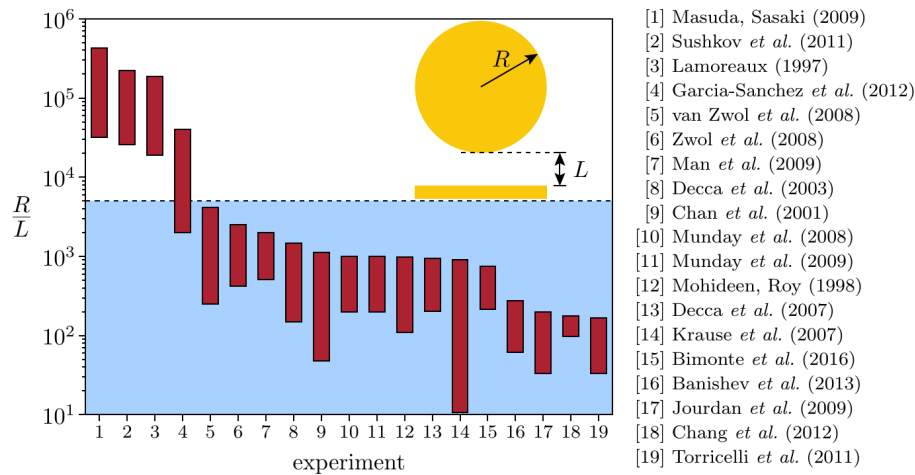 10^6
10^5
10^4
10^3
10^2
10^1
R
L
R
L
1 2 3 4 5 6 7 8 9 10 11 12 13 14 15 16 17 18 19
experiment
[1] Masuda, Sasaki (2009)
[2] Sushkov et al. (2011)
[3] Lamoreaux (1997)
[4] Garcia-Sanchez et al. (2012)
[5] van Zwol et al. (2008)
[6] Zwol et al. (2008)
[7] Man et al. (2009)
[8] Decca et al. (2003)
[9] Chan et al. (2001)
[10] Munday et al. (2008)
[11] Munday et al. (2009)
[12] Mohideen, Roy (1998)
[13] Decca et al. (2007)
[14] Krause et al. (2007)
[15] Bimonte et al. (2016)
[16] Banishev et al. (2013)
[17] Jourdan et al. (2009)
[18] Chang et al. (2012)
[19] Torricelli et al. (2011)